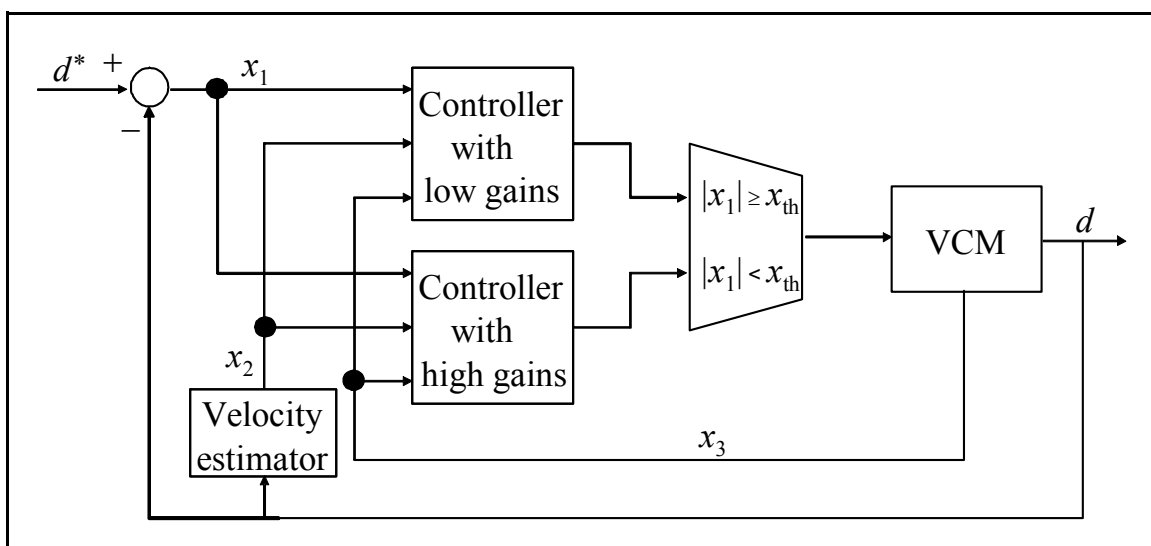 d* +
x₁
−
Controller
with
low gains
|x₁| ≥ xₜₕ
VCM
d
Controller
with
high gains
|x₁| < xₜₕ
x₂
Velocity
estimator
x₃